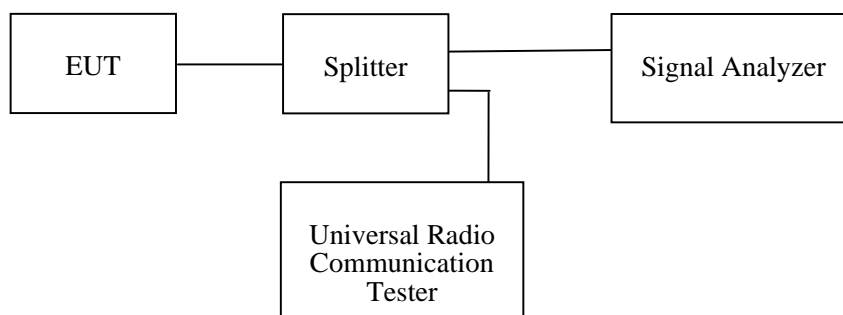 EUT
Splitter
Signal Analyzer
Universal Radio
Communication
Tester